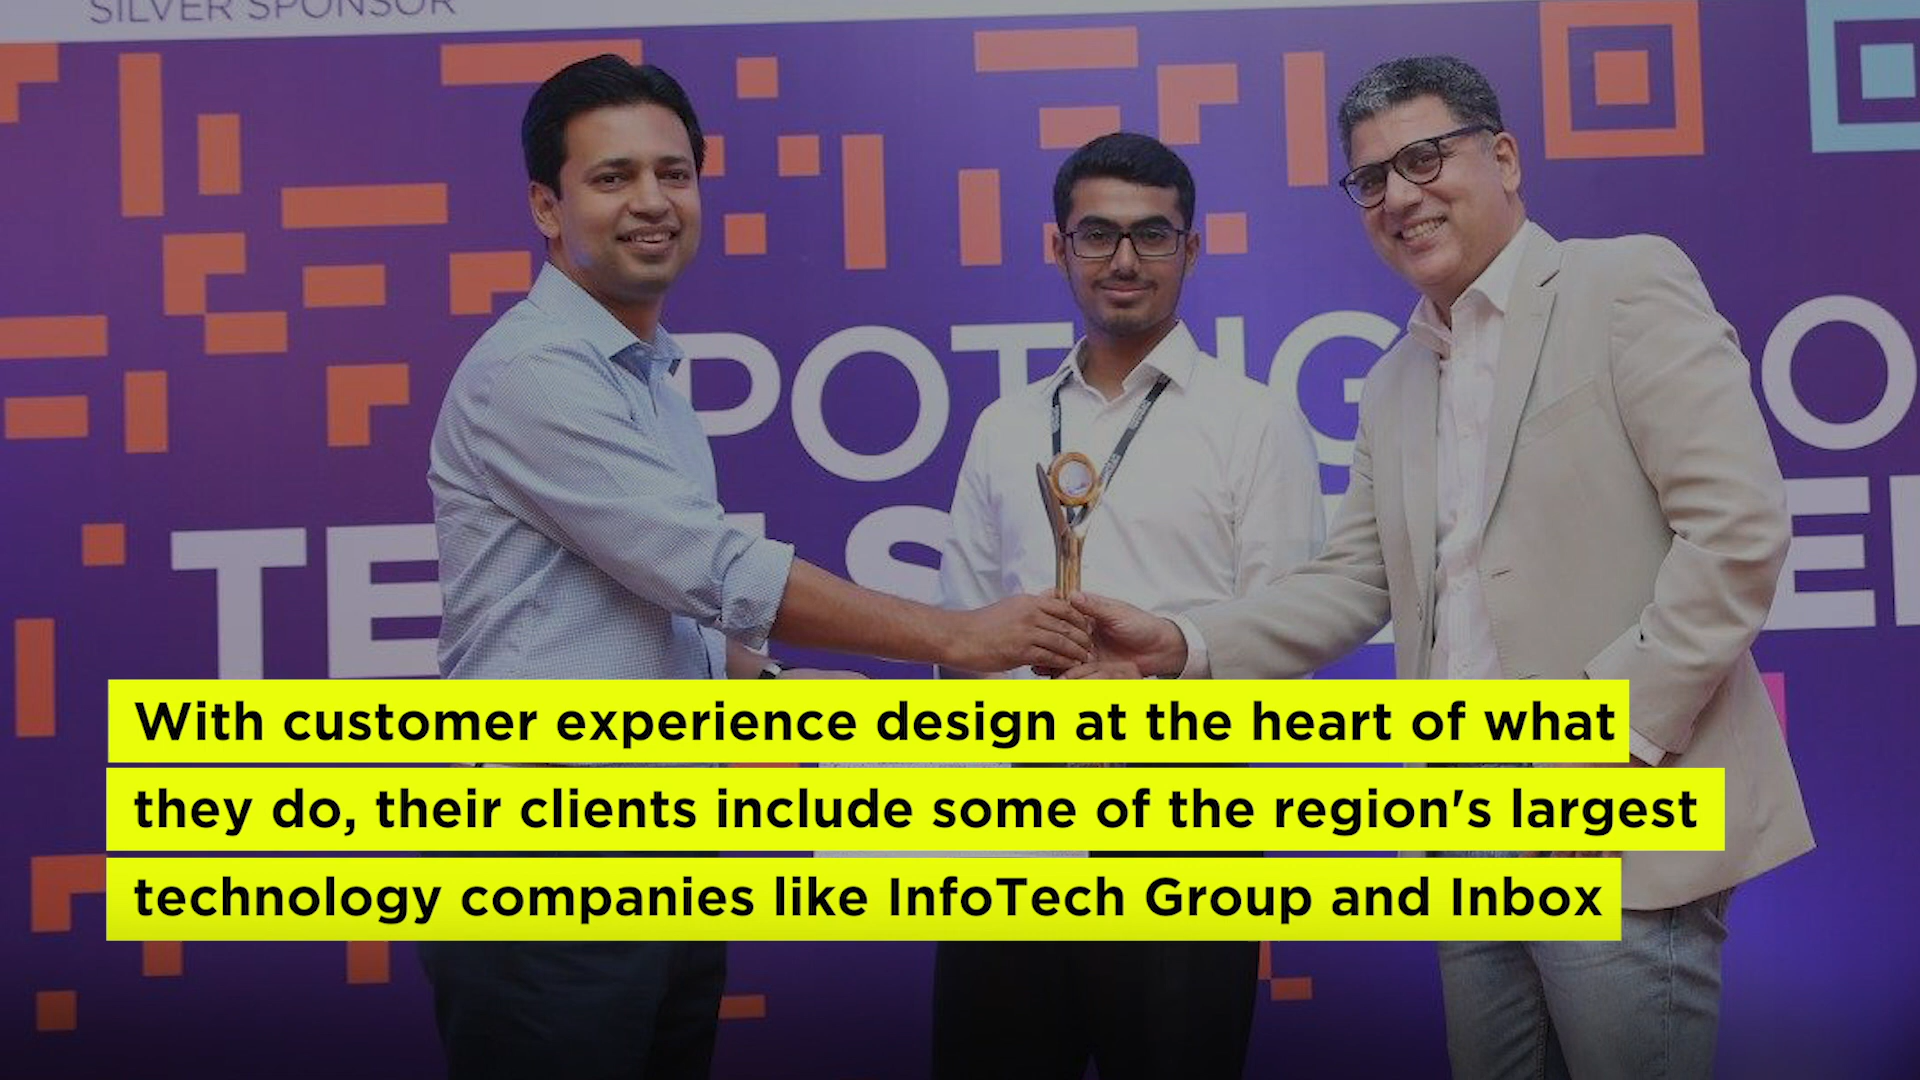 SILVER SPONSOR
With customer experience design at the heart of what
they do, their clients include some of the region's largest
technology companies like InfoTech Group and Inbox